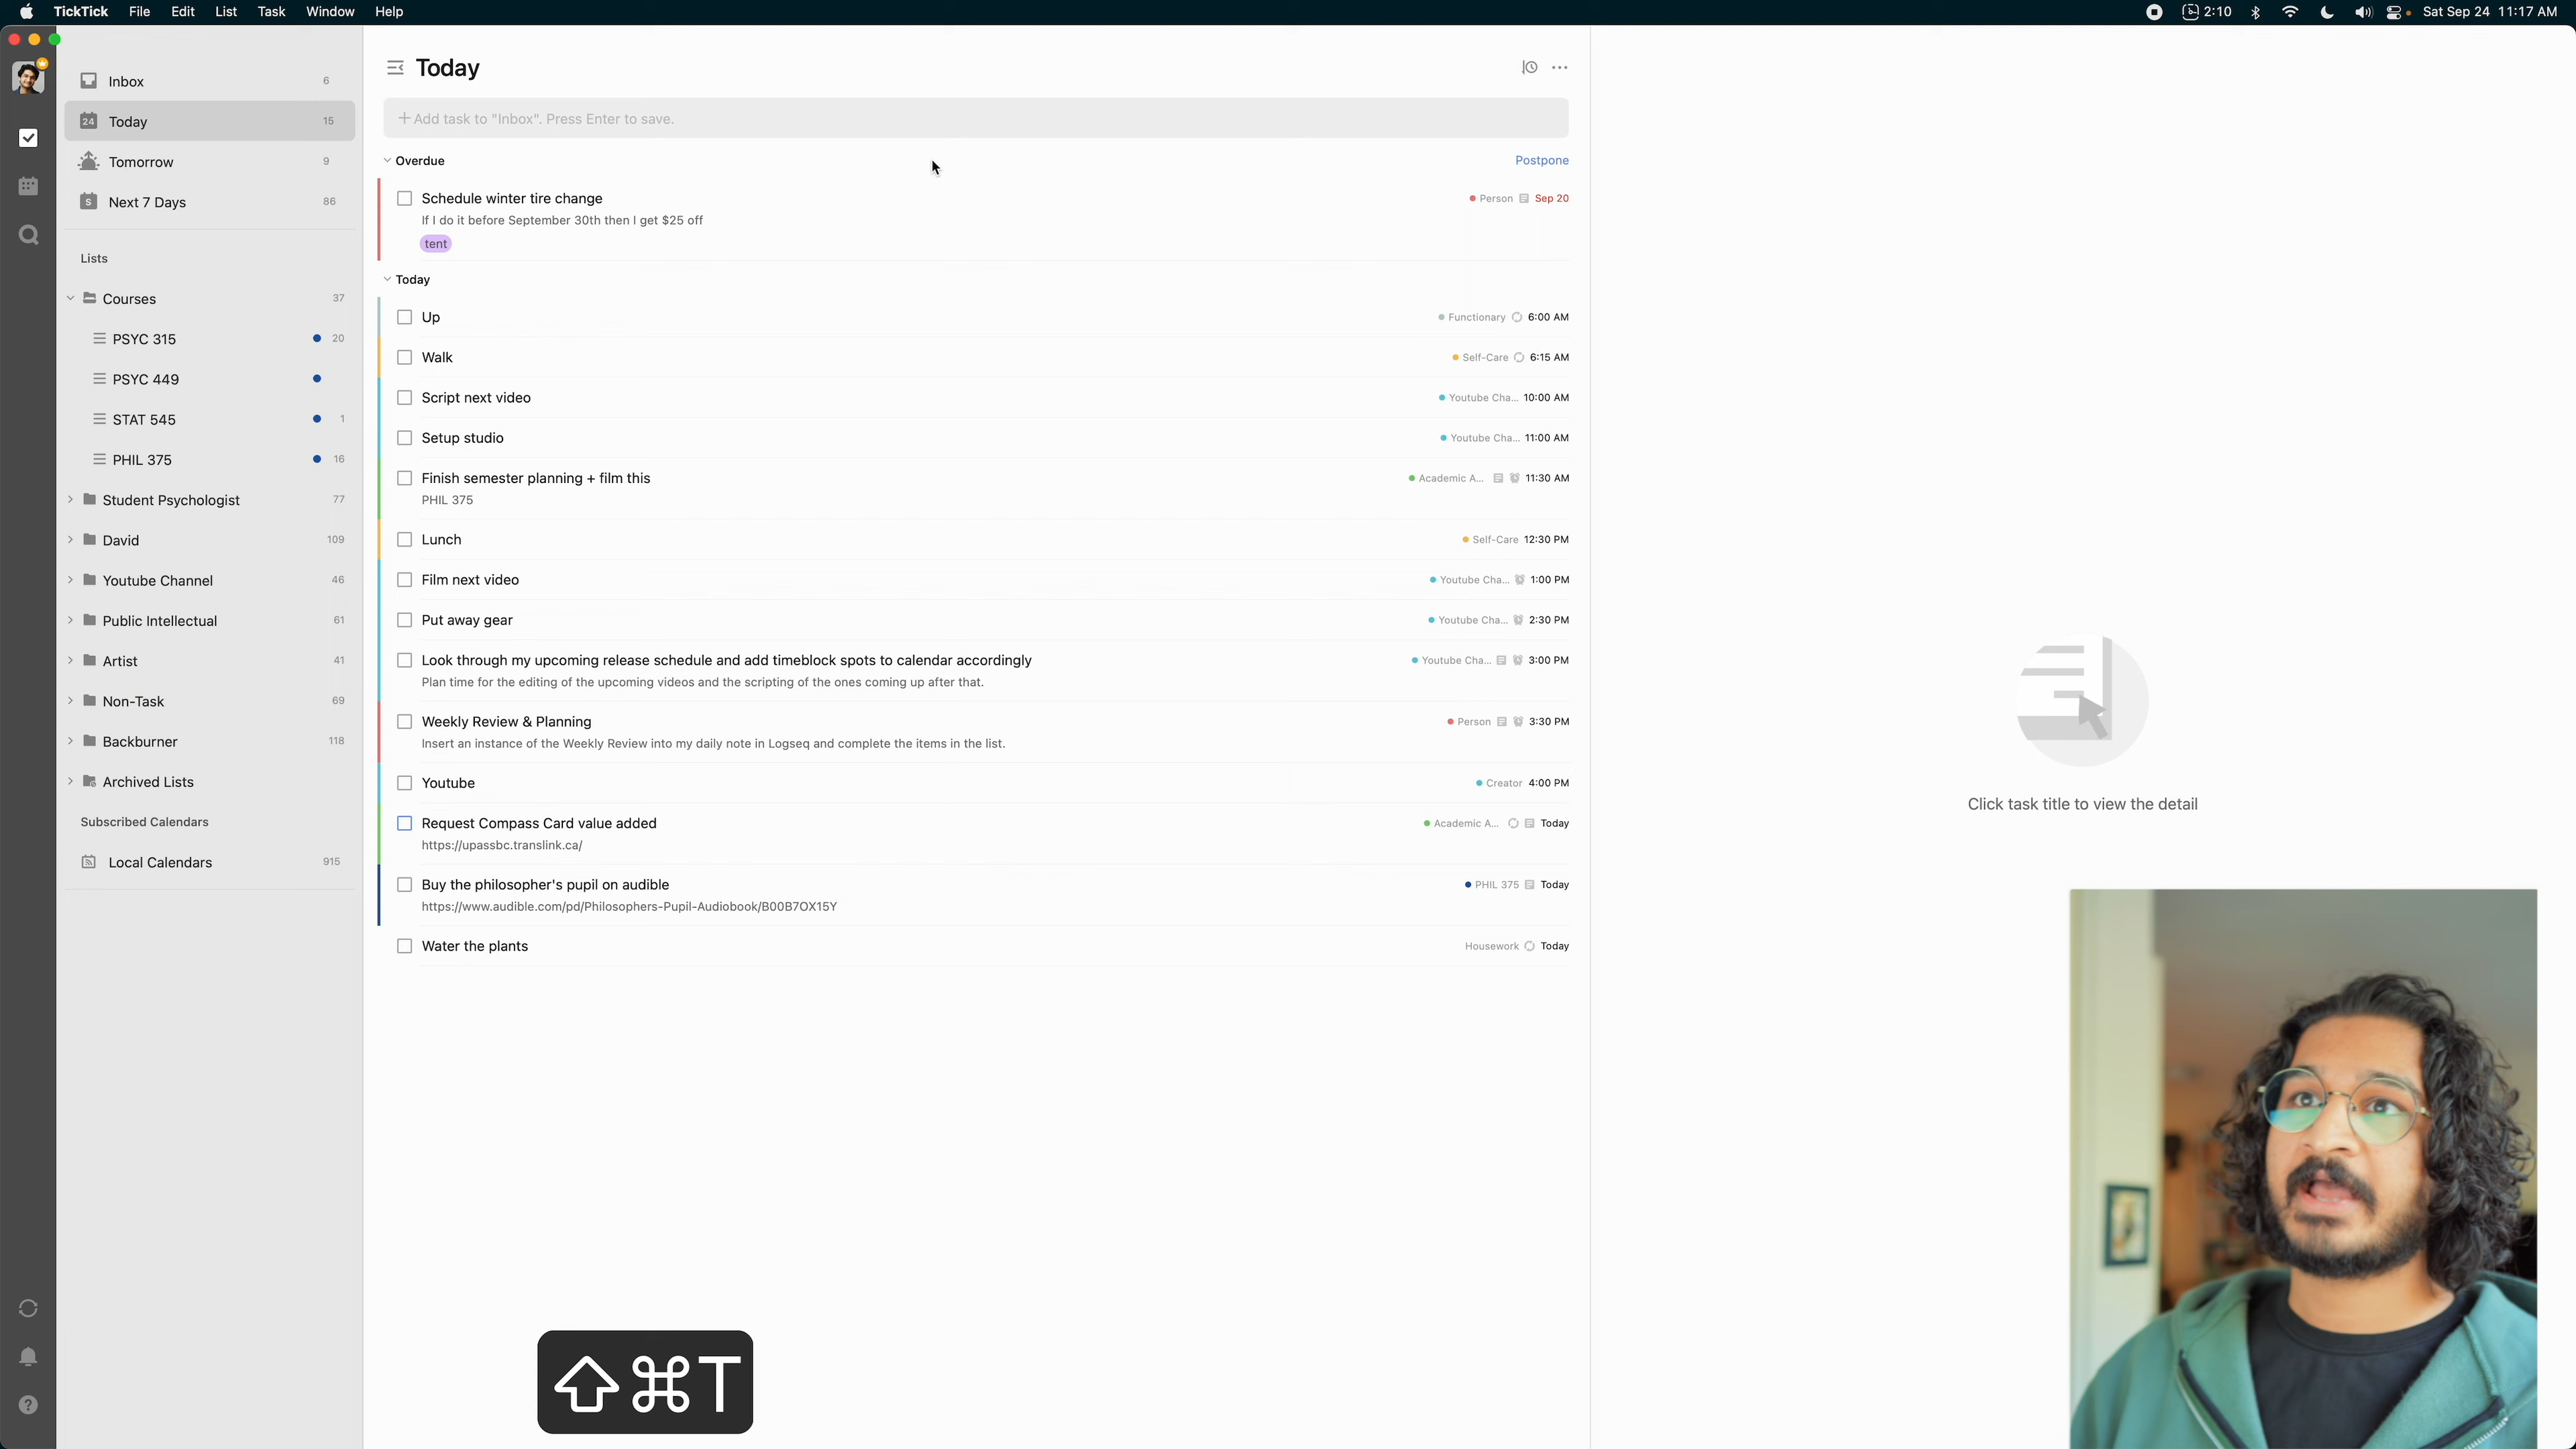 TickTick File Edit List Task Window Help 2:10 Sat Sep 24 11:17 AM
Inbox 6
24 Today 15
Tomorrow 9
S Next 7 Days 86
Lists
Courses 37
PSYC 315 20
PSYC 449
STAT 545 1
PHIL 375 16
Student Psychologist 77
David 109
Youtube Channel 46
Public Intellectual 61
Artist 41
Non-Task 69
Backburner 118
Archived Lists
Subscribed Calendars
Local Calendars 915
Today
+ Add task to "Inbox". Press Enter to save.
Overdue Postpone
Schedule winter tire change Person Sep 20
If I do it before September 30th then I get $25 off
tent
Today
Up Functionary 6:00 AM
Walk Self-Care 6:15 AM
Script next video Youtube Cha... 10:00 AM
Setup studio Youtube Cha... 11:00 AM
Finish semester planning + film this Academic A... 11:30 AM
PHIL 375
Lunch Self-Care 12:30 PM
Film next video Youtube Cha... 1:00 PM
Put away gear Youtube Cha... 2:30 PM
Look through my upcoming release schedule and add timeblock spots to calendar accordingly Youtube Cha... 3:00 PM
Plan time for the editing of the upcoming videos and the scripting of the ones coming up after that.
Weekly Review & Planning Person 3:30 PM
Insert an instance of the Weekly Review into my daily note in Logseq and complete the items in the list.
Youtube Creator 4:00 PM
Request Compass Card value added Academic A... Today
https://upassbc.translink.ca/
Buy the philosopher's pupil on audible PHIL 375 Today
https://www.audible.com/pd/Philosophers-Pupil-Audiobook/B00B7OX15Y
Water the plants Housework Today
Click task title to view the detail
⇧⌘T